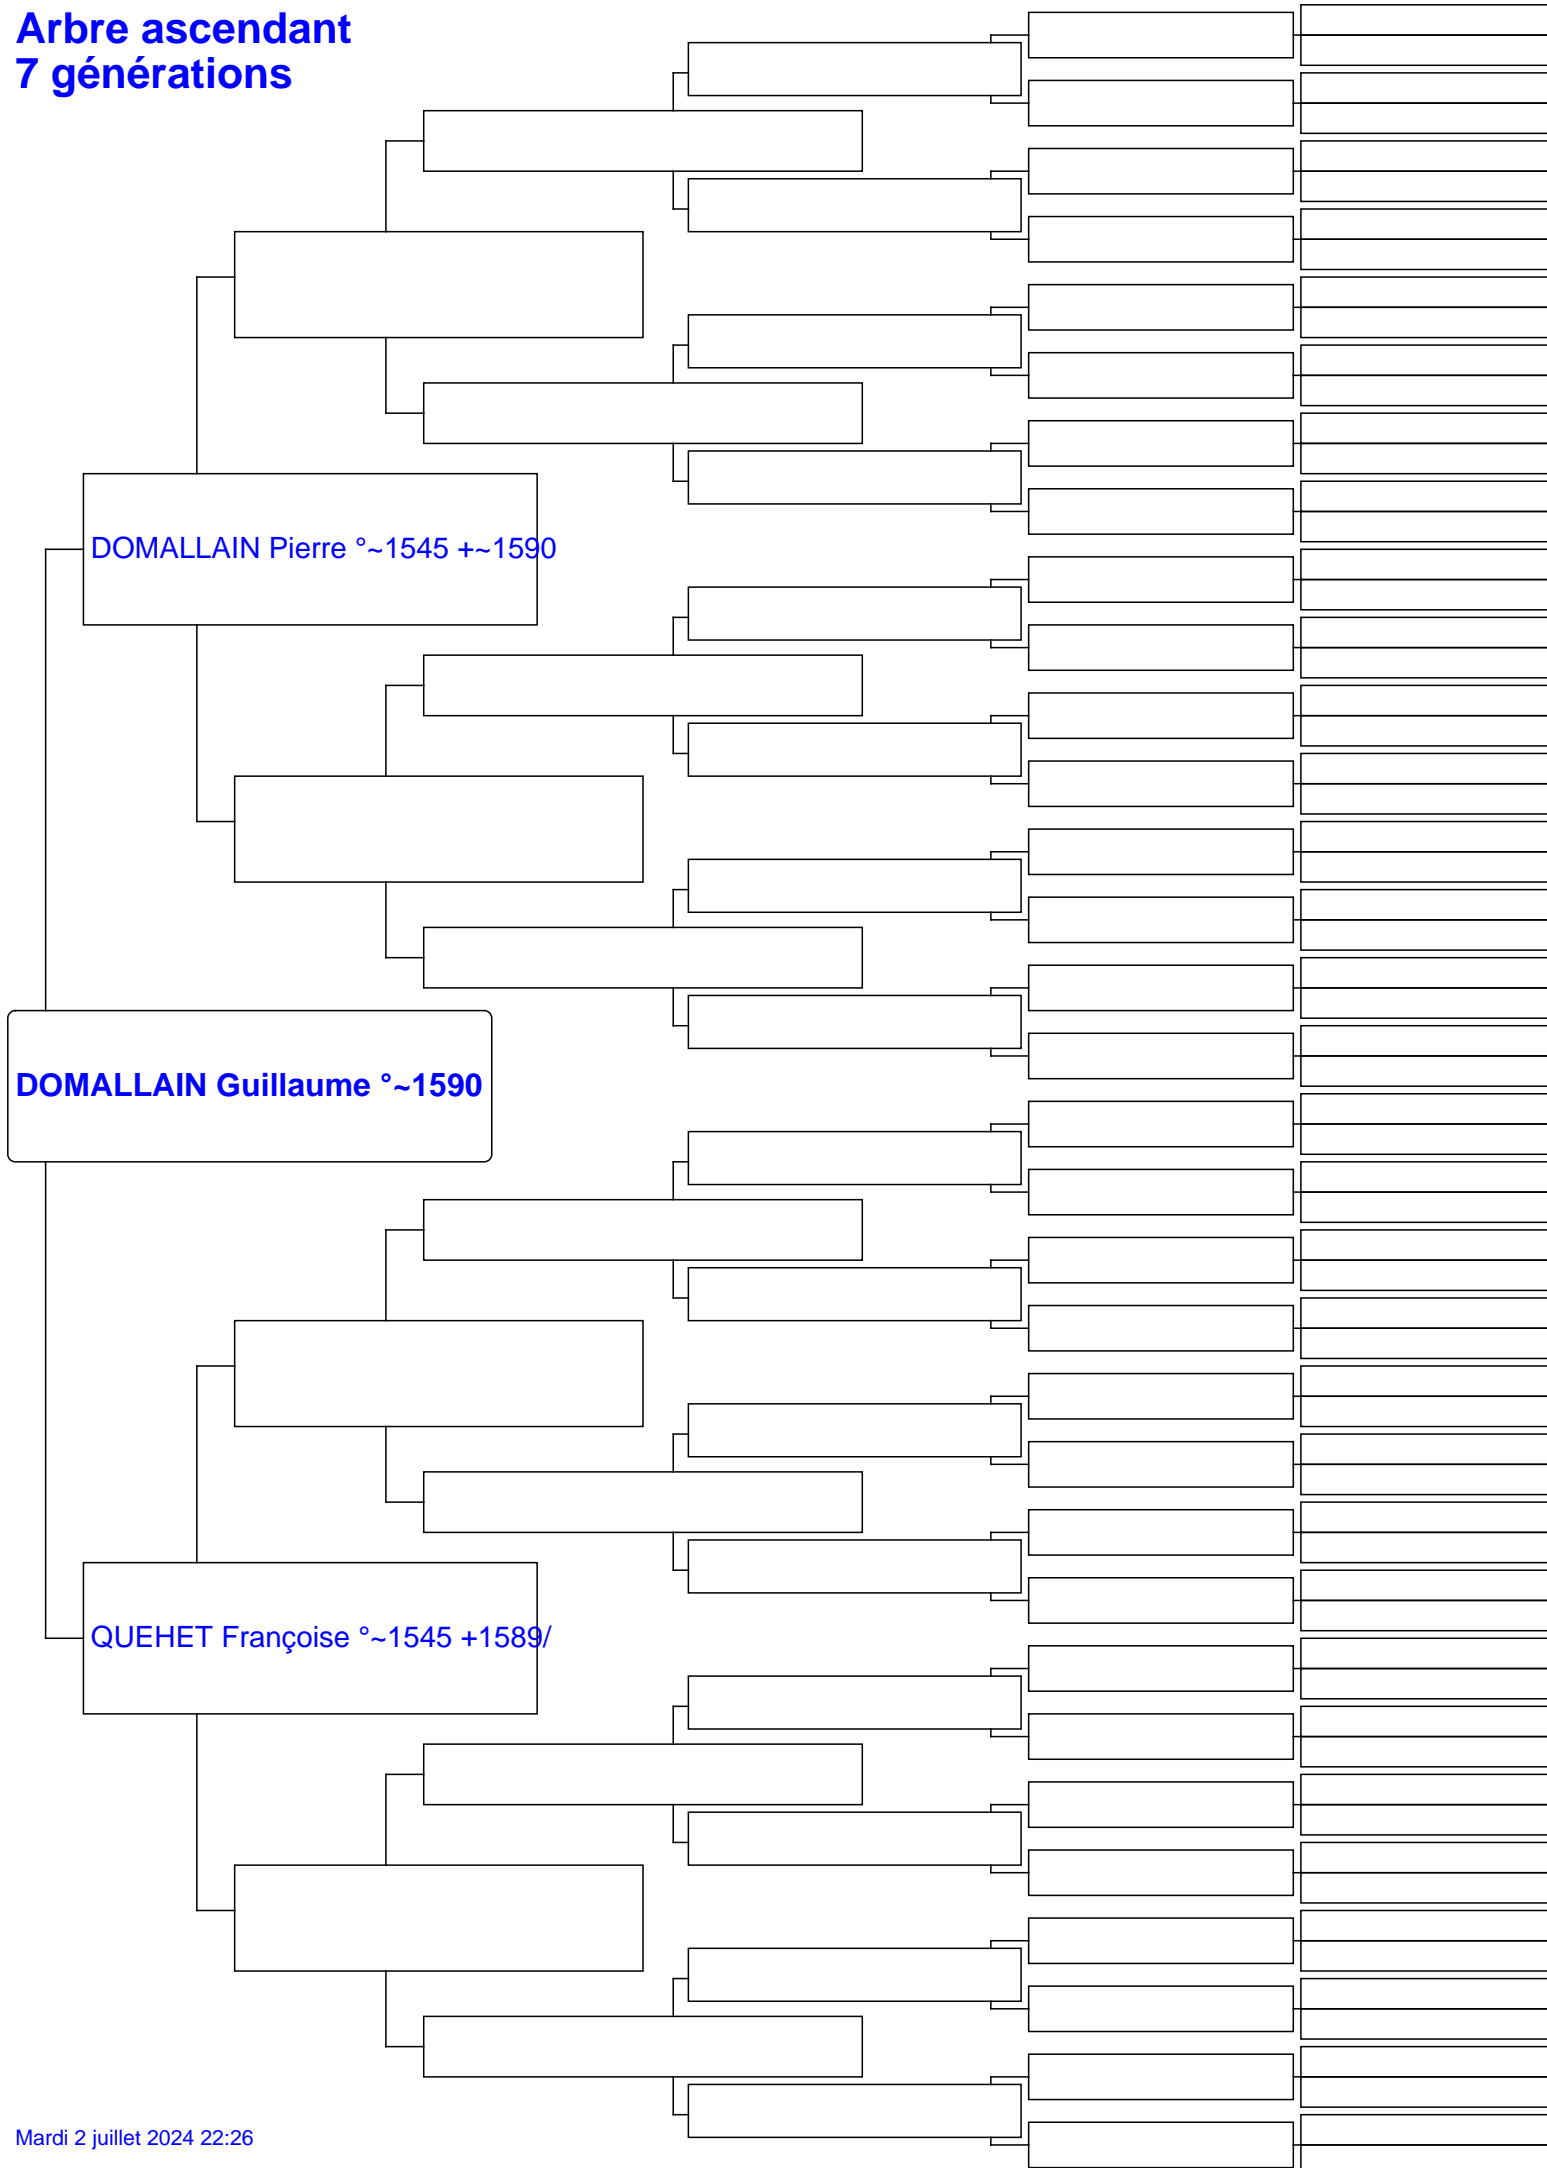 Arbre ascendant
7 générations
DOMALLAIN Pierre °~1545 +~1590
DOMALLAIN Guillaume °~1590
QUEHET Françoise °~1545 +1589/
Mardi 2 juillet 2024 22:26